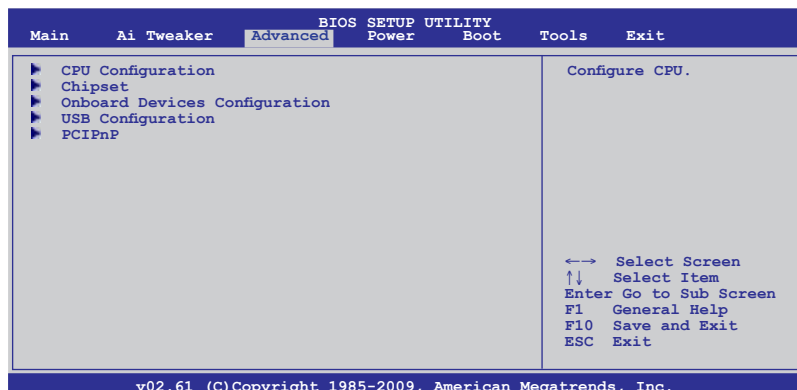 BIOS SETUP UTILITY
Main Ai Tweaker Advanced Power Boot Tools Exit
CPU Configuration
Chipset
Onboard Devices Configuration
USB Configuration
PCIPnP
Configure CPU.
←→ Select Screen
↑↓ Select Item
Enter Go to Sub Screen
F1 General Help
F10 Save and Exit
ESC Exit
v02.61 (C)Copyright 1985-2009, American Megatrends, Inc.